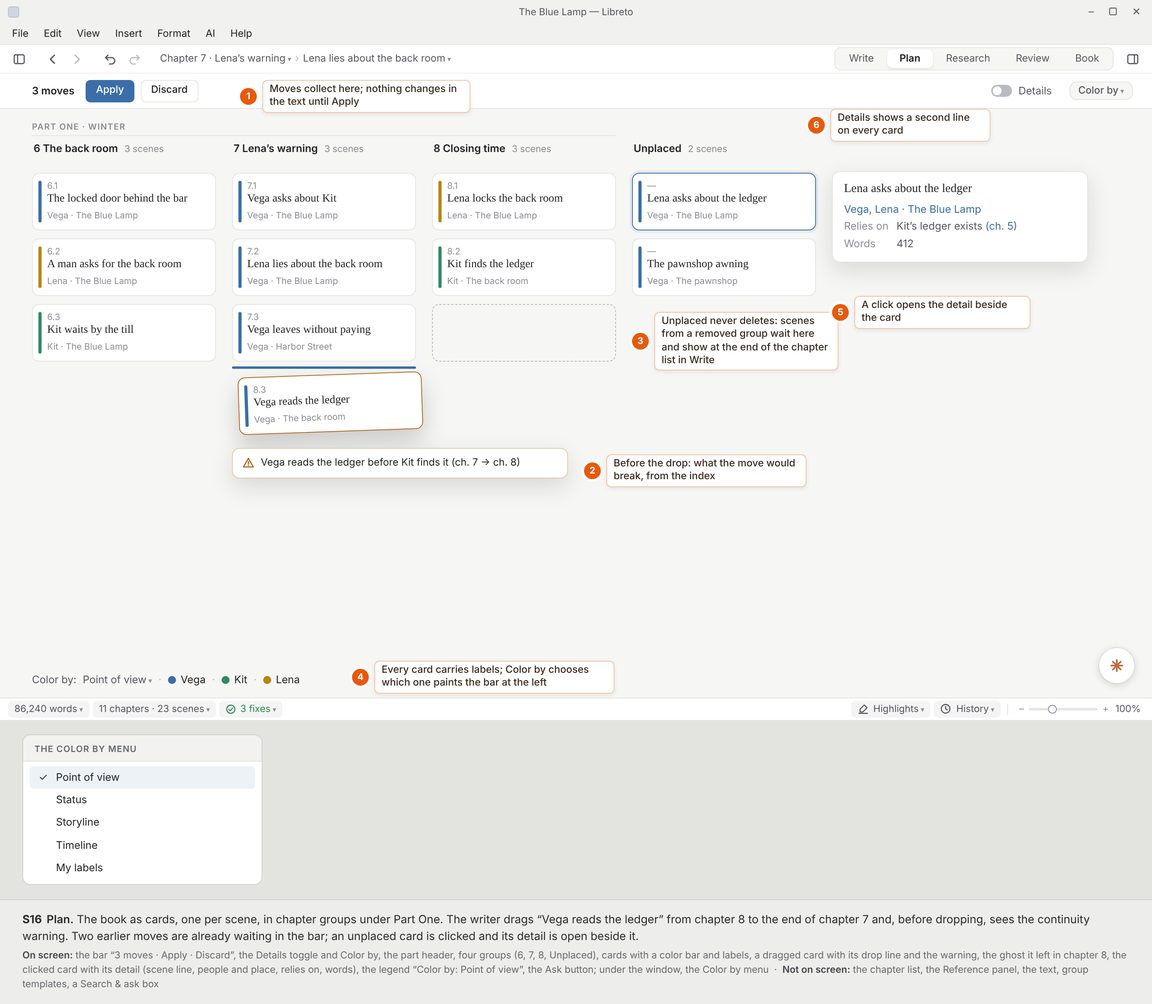 The Blue Lamp — Libreto
File Edit View Insert Format AI Help
Chapter 7 · Lena’s warning › Lena lies about the back room
Write Plan Research Review Book
3 moves Apply Discard
1 Moves collect here; nothing changes in
the text until Apply
Details Color by
6 Details shows a second line
on every card
PART ONE · WINTER
6 The back room 3 scenes
7 Lena’s warning 3 scenes
8 Closing time 3 scenes
Unplaced 2 scenes
6.1
The locked door behind the bar
Vega · The Blue Lamp
7.1
Vega asks about Kit
Vega · The Blue Lamp
8.1
Lena locks the back room
Lena · The Blue Lamp
—
Lena asks about the ledger
Vega · The Blue Lamp
Lena asks about the ledger
Vega, Lena · The Blue Lamp
Relies on Kit’s ledger exists (ch. 5)
Words 412
6.2
A man asks for the back room
Lena · The Blue Lamp
7.2
Lena lies about the back room
Vega · The Blue Lamp
8.2
Kit finds the ledger
Kit · The back room
—
The pawnshop awning
Vega · The pawnshop
5 A click opens the detail beside
the card
6.3
Kit waits by the till
Kit · The Blue Lamp
7.3
Vega leaves without paying
Vega · Harbor Street
3 Unplaced never deletes: scenes
from a removed group wait here
and show at the end of the chapter
list in Write
8.3
Vega reads the ledger
Vega · The back room
Vega reads the ledger before Kit finds it (ch. 7 → ch. 8)
2 Before the drop: what the move would
break, from the index
4 Every card carries labels; Color by chooses
which one paints the bar at the left
Color by: Point of view · Vega · Kit · Lena
86,240 words 11 chapters · 23 scenes 3 fixes Highlights History − + 100%
THE COLOR BY MENU
Point of view
Status
Storyline
Timeline
My labels
S16 Plan. The book as cards, one per scene, in chapter groups under Part One. The writer drags “Vega reads the ledger” from chapter 8 to the end of chapter 7 and, before dropping, sees the continuity
warning. Two earlier moves are already waiting in the bar; an unplaced card is clicked and its detail is open beside it.
On screen: the bar “3 moves · Apply · Discard”, the Details toggle and Color by, the part header, four groups (6, 7, 8, Unplaced), cards with a color bar and labels, a dragged card with its drop line and the warning, the ghost it left in chapter 8, the
clicked card with its detail (scene line, people and place, relies on, words), the legend “Color by: Point of view”, the Ask button; under the window, the Color by menu · Not on screen: the chapter list, the Reference panel, the text, group
templates, a Search & ask box